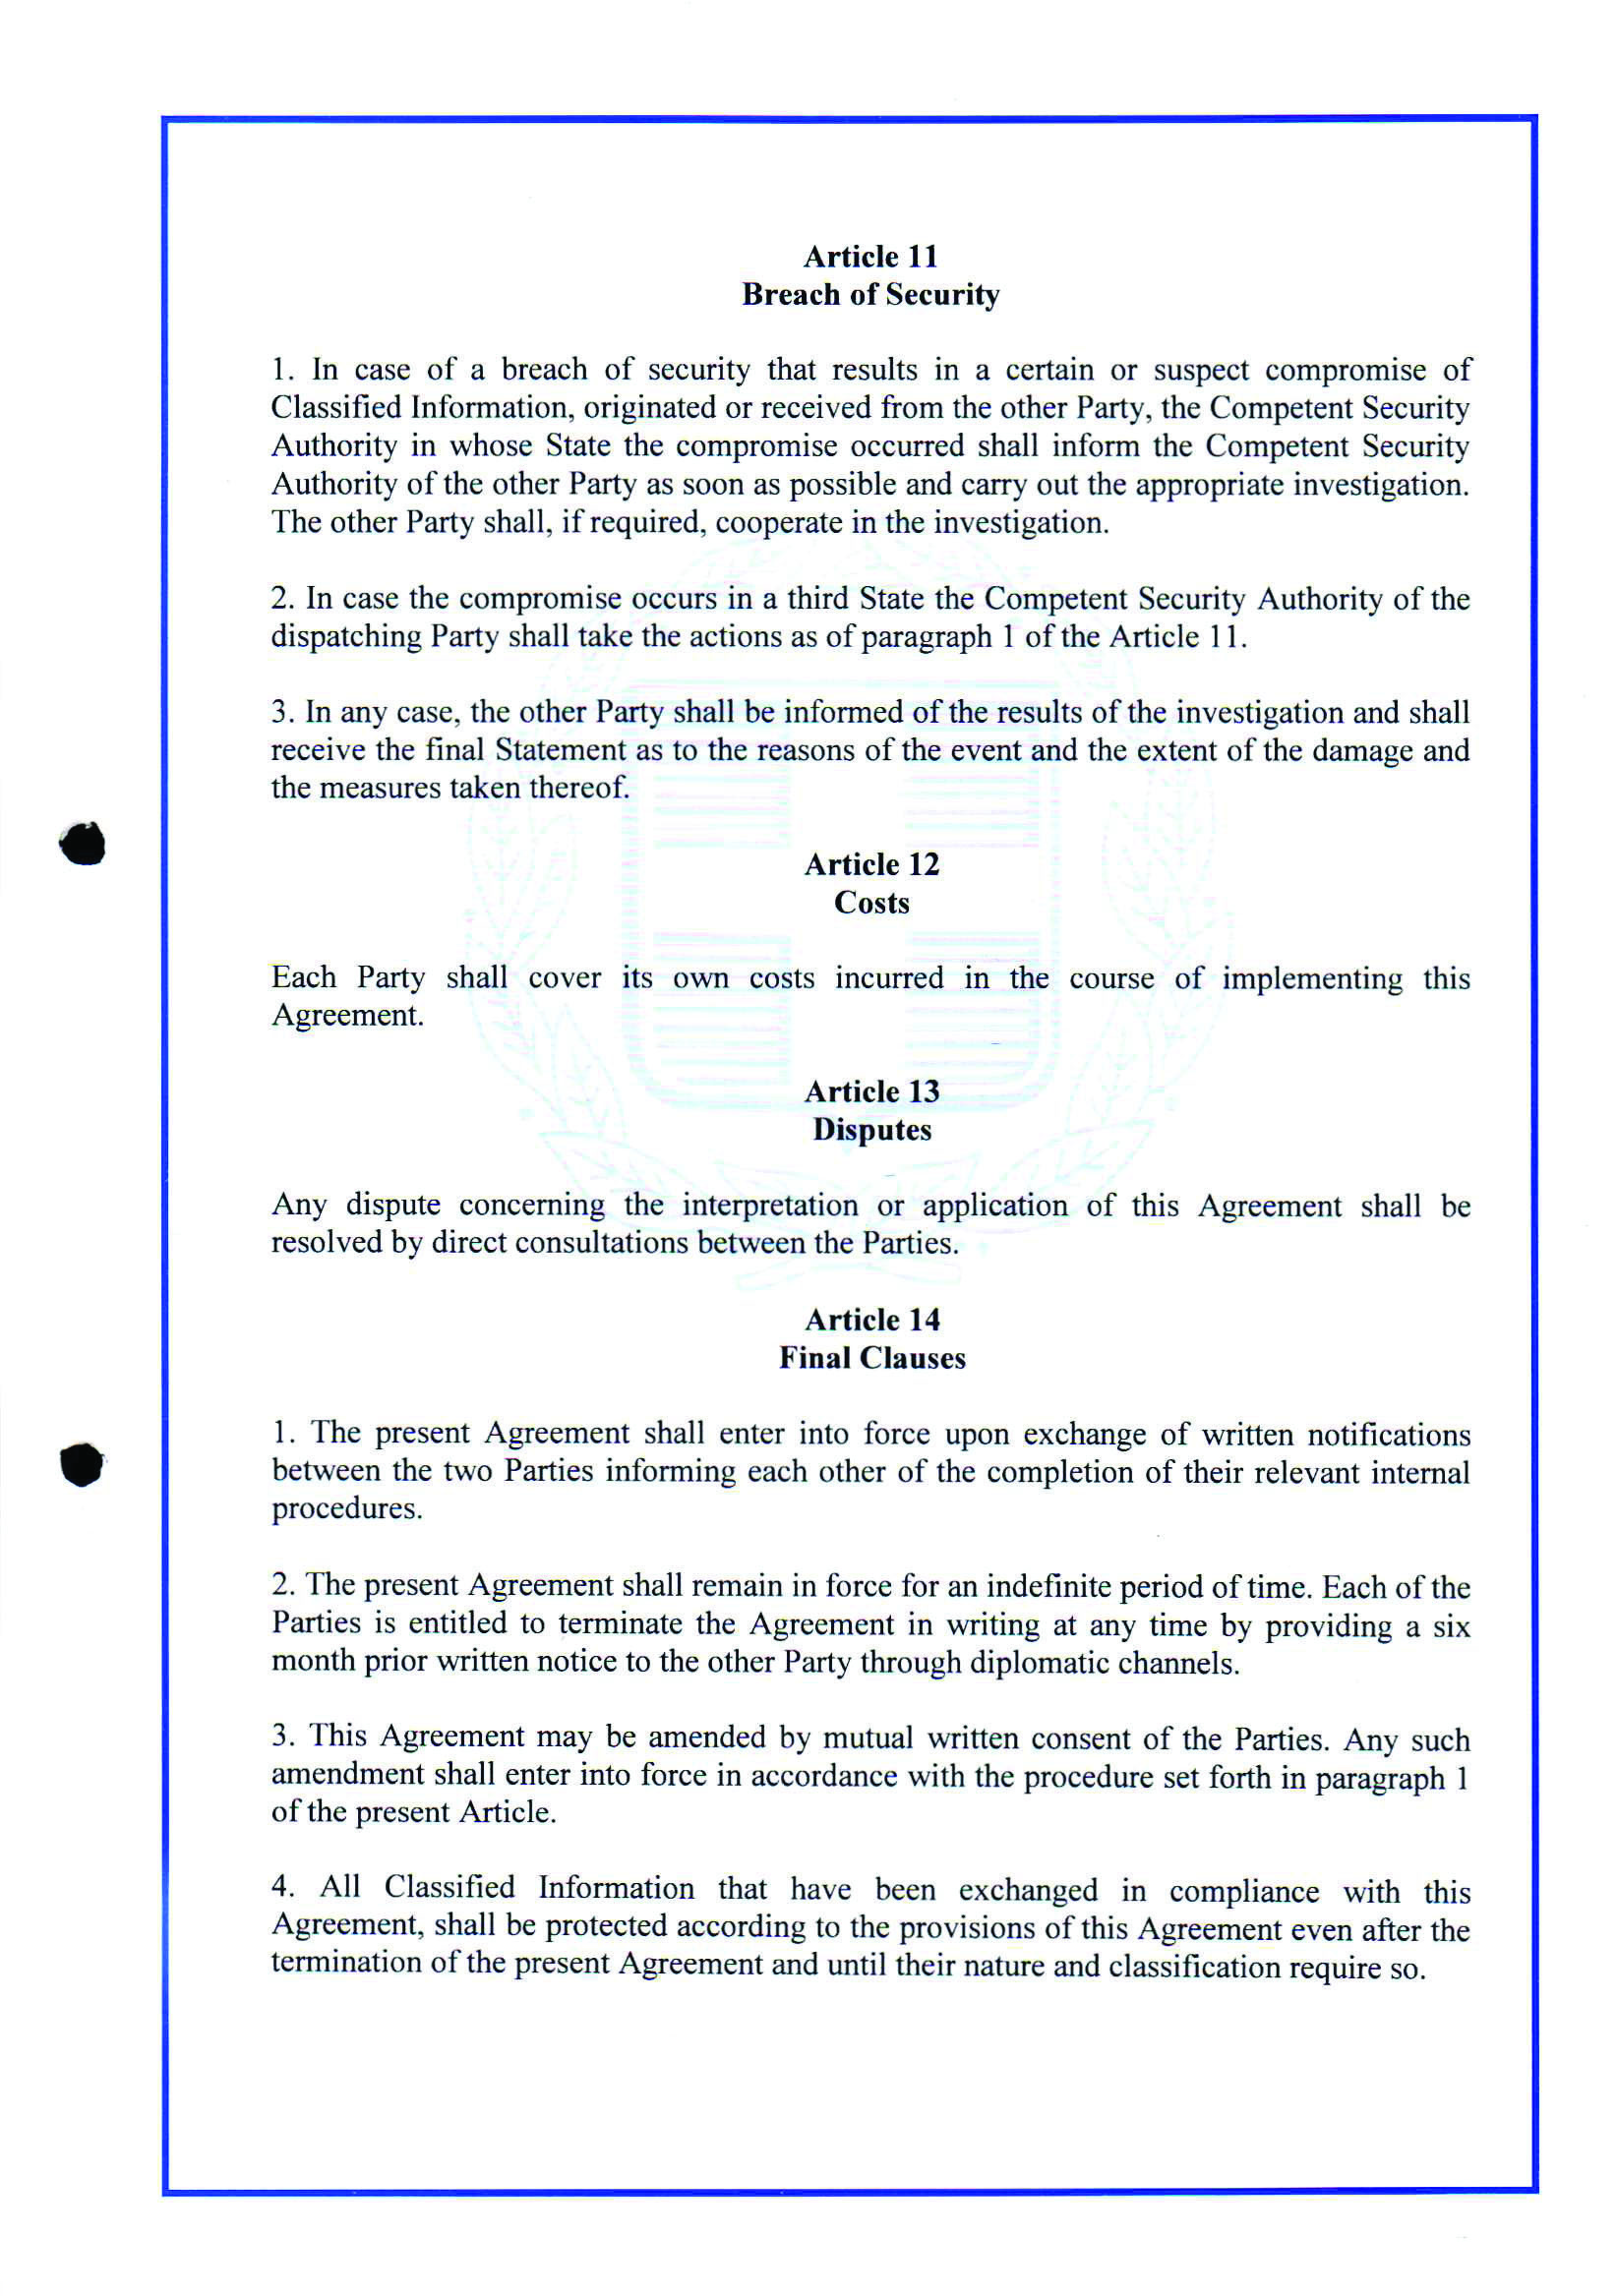 Article 11
Breach of Security
1. In case of a breach of security that results in a certain or suspect compromise of
Classified Information, originated or received from the other Party, the Competent Security
Authority in whose State the compromise occurred shall inform the Competent Security
Authority of the other Party as soon as possible and carry out the appropriate investigation.
The other Party shall, if required, cooperate in the investigation.
2. In case the compromise occurs in a third State the Competent Security Authority of the
dispatching Party shall take the actions as of paragraph 1 of the Article 11.
3. In any case, the other Party shall be informed of the results of the investigation and shall
receive the final Statement as to the reasons of the event and the extent of the damage and
the measures taken thereof.
Article 12
Costs
Each Party shall cover its own costs incurred in the course of implementing this
Agreement.
Article 13
Disputes
Any dispute concerning the interpretation or application of this Agreement shall be
resolved by direct consultations between the Parties.
Article 14
Final Clauses
1. The present Agreement shall enter into force upon exchange of written notifications
between the two Parties informing each other of the completion of their relevant internal
procedures.
2. The present Agreement shall remain in force for an indefinite period of time. Each of the
Parties is entitled to terminate the Agreement in writing at any time by providing a six
month prior written notice to the other Party through diplomatic channels.
3. This Agreement may be amended by mutual written consent of the Parties. Any such
amendment shall enter into force in accordance with the procedure set forth in paragraph 1
of the present Article.
4. All Classified Information that have been exchanged in compliance with this
Agreement, shall be protected according to the provisions of this Agreement even after the
termination of the present Agreement and until their nature and classification require so.